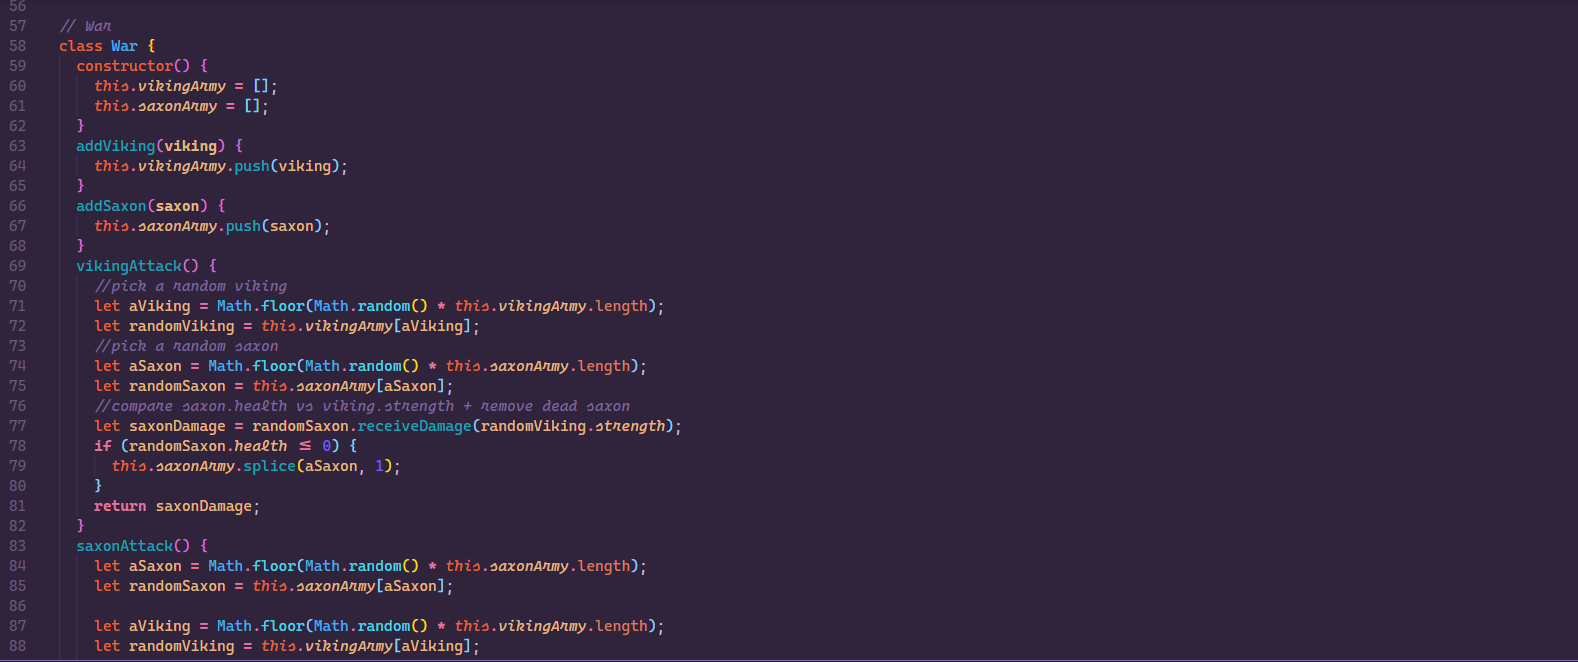 56
57 // War
58 class War {
59 constructor() {
60 this.vikingArmy = [];
61 this.saxonArmy = [];
62 }
63 addViking(viking) {
64 this.vikingArmy.push(viking);
65 }
66 addSaxon(saxon) {
67 this.saxonArmy.push(saxon);
68 }
69 vikingAttack() {
70 //pick a random viking
71 let aViking = Math.floor(Math.random() * this.vikingArmy.length);
72 let randomViking = this.vikingArmy[aViking];
73 //pick a random saxon
74 let aSaxon = Math.floor(Math.random() * this.saxonArmy.length);
75 let randomSaxon = this.saxonArmy[aSaxon];
76 //compare saxon.health vs viking.strength + remove dead saxon
77 let saxonDamage = randomSaxon.receiveDamage(randomViking.strength);
78 if (randomSaxon.health ≤ 0) {
79 this.saxonArmy.splice(aSaxon, 1);
80 }
81 return saxonDamage;
82 }
83 saxonAttack() {
84 let aSaxon = Math.floor(Math.random() * this.saxonArmy.length);
85 let randomSaxon = this.saxonArmy[aSaxon];
86
87 let aViking = Math.floor(Math.random() * this.vikingArmy.length);
88 let randomViking = this.vikingArmy[aViking];